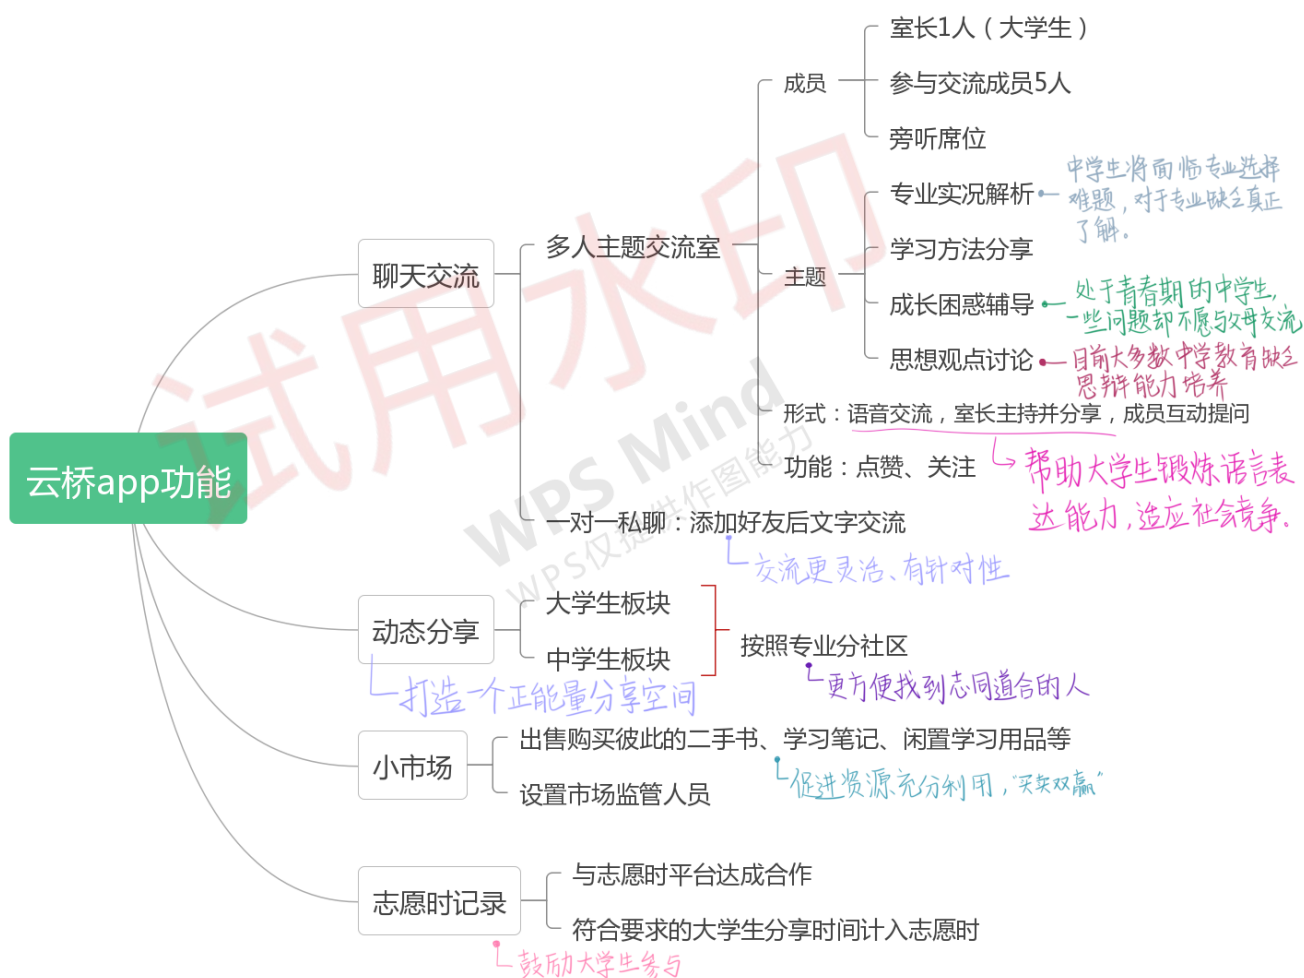 室长1人（大学生）
成员
参与交流成员5人
旁听席位
中学生将面临专业选择
难题，对于专业缺乏真正
了解。
专业实况解析
多人主题交流室
学习方法分享
聊天交流
主题
成长困惑辅导
处于青春期的中学生，
一些问题却不愿与父母交流
思想观点讨论
目前大多数中学教育缺乏
思辨能力培养
形式：语音交流，室长主持并分享，成员互动提问
功能：点赞、关注
帮助大学生锻炼语言表
达能力，适应社会竞争。
云桥app功能
一对一私聊：添加好友后文字交流
交流更灵活、有针对性
大学生板块
动态分享
按照专业分社区
中学生板块
更方便找到志同道合的人
打造一个正能量分享空间
出售购买彼此的二手书、学习笔记、闲置学习用品等
小市场
促进资源充分利用，“买卖双赢”
设置市场监管人员
与志愿时平台达成合作
志愿时记录
符合要求的大学生分享时间计入志愿时
鼓励大学生参与
试用水印
WPS Mind
WPS仅提供作图能力